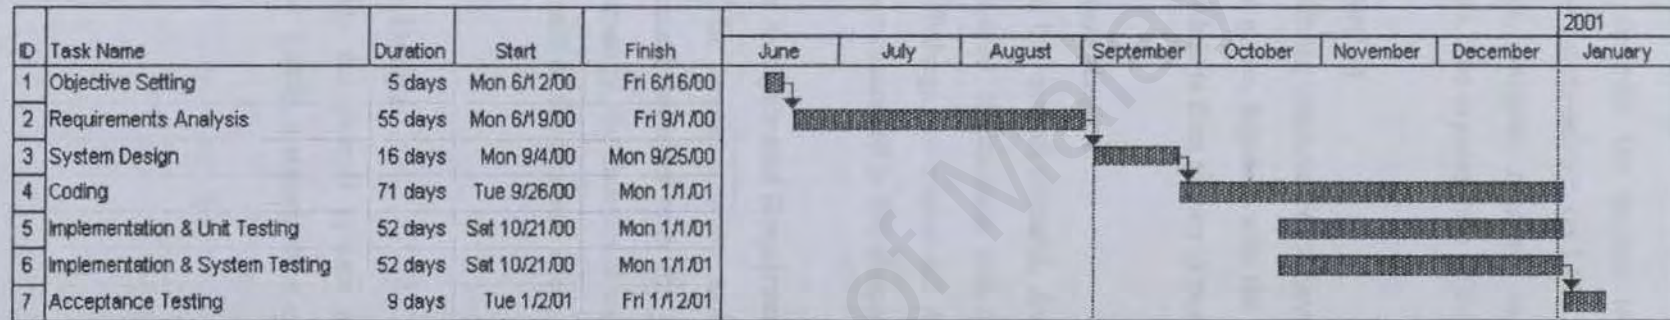 2001
ID Task Name Duration Start Finish June July August September October November December January
1 Objective Setting 5 days Mon 6/12/00 Fri 6/16/00
2 Requirements Analysis 55 days Mon 6/19/00 Fri 9/1/00
3 System Design 16 days Mon 9/4/00 Mon 9/25/00
4 Coding 71 days Tue 9/26/00 Mon 1/1/01
5 Implementation & Unit Testing 52 days Sat 10/21/00 Mon 1/1/01
6 Implementation & System Testing 52 days Sat 10/21/00 Mon 1/1/01
7 Acceptance Testing 9 days Tue 1/2/01 Fri 1/12/01
of Malay